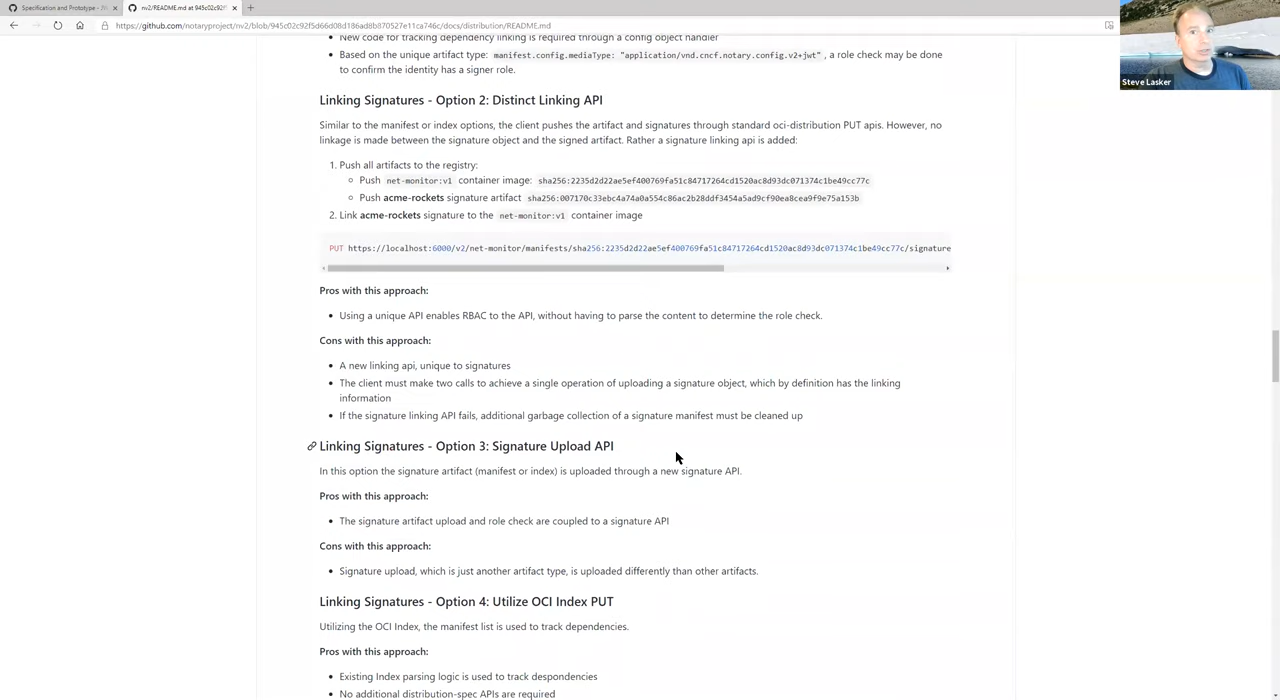 Specification and Prototype - JW
nv2/README.md at 945c02c92f
https://github.com/notaryproject/nv2/blob/945c02c92f5d66d08d186ad8b870527e11ca746c/docs/distribution/README.md
Steve Lasker
New code for tracking dependency linking is required through a config object handler
Based on the unique artifact type: manifest.config.mediaType: "application/vnd.cncf.notary.config.v2+jwt" , a role check may be done
to confirm the identity has a signer role.
Linking Signatures - Option 2: Distinct Linking API
Similar to the manifest or index options, the client pushes the artifact and signatures through standard oci-distribution PUT apis. However, no
linkage is made between the signature object and the signed artifact. Rather a signature linking api is added:
1. Push all artifacts to the registry:
Push net-monitor:v1 container image: sha256:2235d2d22ae5ef400769fa51c84717264cd1520ac8d93dc071374c1be49cc77c
Push acme-rockets signature artifact sha256:007170c33ebc4a74a0a554c86ac2b28ddf3454a5ad9cf90ea8cea9f9e75a153b
2. Link acme-rockets signature to the net-monitor:v1 container image
PUT https://localhost:6000/v2/net-monitor/manifests/sha256:2235d2d22ae5ef400769fa51c84717264cd1520ac8d93dc071374c1be49cc77c/signature
Pros with this approach:
Using a unique API enables RBAC to the API, without having to parse the content to determine the role check.
Cons with this approach:
A new linking api, unique to signatures
The client must make two calls to achieve a single operation of uploading a signature object, which by definition has the linking
information
If the signature linking API fails, additional garbage collection of a signature manifest must be cleaned up
Linking Signatures - Option 3: Signature Upload API
In this option the signature artifact (manifest or index) is uploaded through a new signature API.
Pros with this approach:
The signature artifact upload and role check are coupled to a signature API
Cons with this approach:
Signature upload, which is just another artifact type, is uploaded differently than other artifacts.
Linking Signatures - Option 4: Utilize OCI Index PUT
Utilizing the OCI Index, the manifest list is used to track dependencies.
Pros with this approach:
Existing Index parsing logic is used to track despondencies
No additional distribution-spec APIs are required